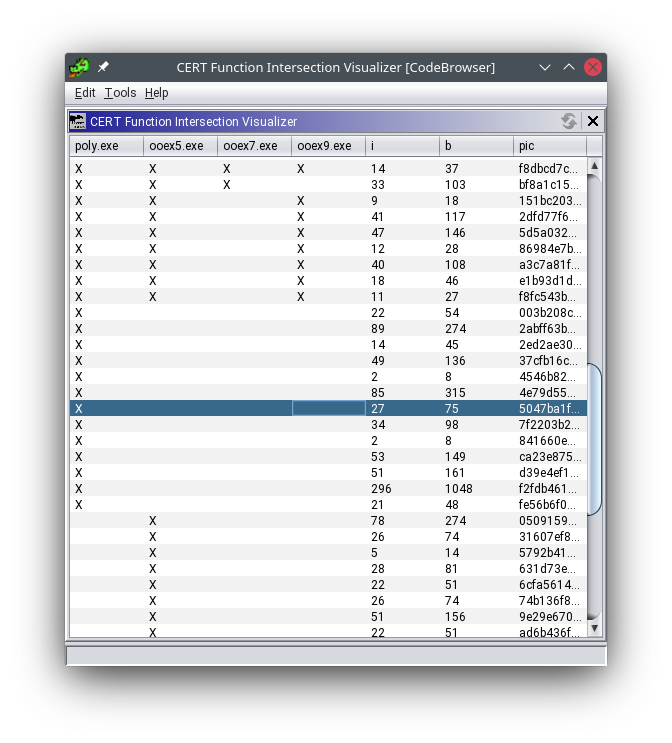 CERT Function Intersection Visualizer [CodeBrowser]
Edit Tools Help
CERT Function Intersection Visualizer
poly.exe ooex5.exe ooex7.exe ooex9.exe i b pic
X X X X 14 37 f8dbcd7c...
X X X 33 103 bf8a1c15...
X X X 9 18 151bc203...
X X X 41 117 2dfd77f6...
X X X 47 146 5d5a032...
X X X 12 28 86984e7b...
X X X 40 108 a3c7a81f...
X X X 18 46 e1b93d1d...
X X X 11 27 f8fc543b...
X 22 54 003b208c...
X 89 274 2abff63b...
X 14 45 2ed2ae30...
X 49 136 37cfb16c...
X 2 8 4546b82...
X 85 315 4e79d55...
X 27 75 5047ba1f...
X 34 98 7f2203b2...
X 2 8 841660e...
X 53 149 ca23e875...
X 51 161 d39e4ef1...
X 296 1048 f2fdb461...
X 21 48 fe56b6f0...
X 78 274 0509159...
X 26 74 31607ef8...
X 5 14 5792b41...
X 28 81 631d73e...
X 22 51 6cfa5614...
X 26 74 74b136f8...
X 51 156 9e29e670...
X 22 51 ad6b436f...